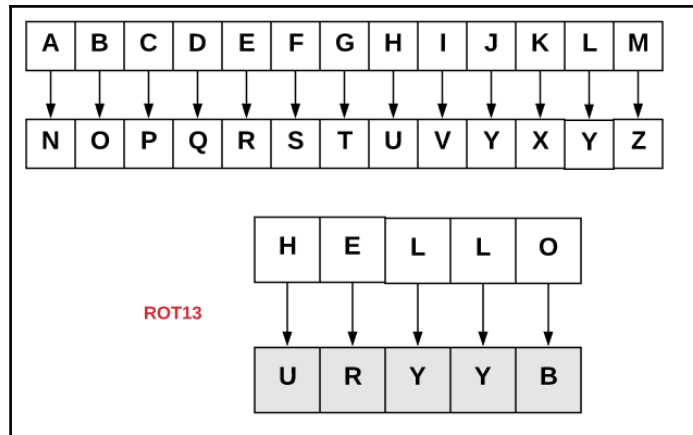 A B C D E F G H I J K L M
N O P Q R S T U V Y X Y Z
H E L L O
ROT13
U R Y Y B